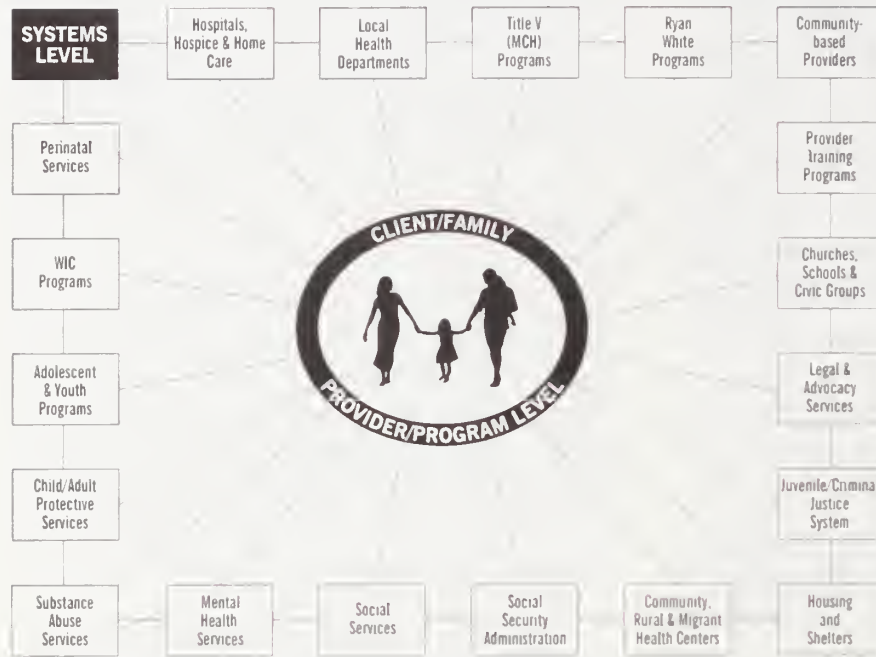 SYSTEMS
LEVEL
Hospitals,
Hospice & Home
Care
Local
Health
Departments
Title V
(MCH)
Programs
Ryan
White
Programs
Community-
based
Providers
Perinatal
Services
Provider
Training
Programs
CLIENT/FAMILY
WIC
Programs
Churches,
Schools &
Civic Groups
Adolescent
& Youth
Programs
Legal &
Advocacy
Services
PROVIDER/PROGRAM LEVEL
Child/Adult
Protective
Services
Juvenile/Criminal
Justice
System
Substance
Abuse
Services
Mental
Health
Services
Social
Services
Social
Security
Administration
Community,
Rural & Migrant
Health Centers
Housing
and
Shelters